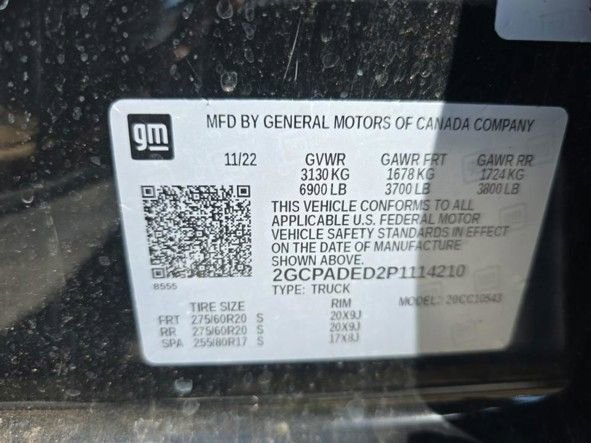 gm
MFD BY GENERAL MOTORS OF CANADA COMPANY
11/22 GVWR GAWR FRT GAWR RR
3130 KG 1678 KG 1724 KG
6900 LB 3700 LB 3800 LB
THIS VEHICLE CONFORMS TO ALL
APPLICABLE U.S. FEDERAL MOTOR
VEHICLE SAFETY STANDARDS IN EFFECT
ON THE DATE OF MANUFACTURE
SHOWN ABOVE.
8555
2GCPADED2P1114210
TYPE: TRUCK MODEL:
TIRE SIZE RIM
FRT 275/60R20 S 20X9J
RR 275/60R20 S 20X9J
SPA 255/80R17 S 17X8J